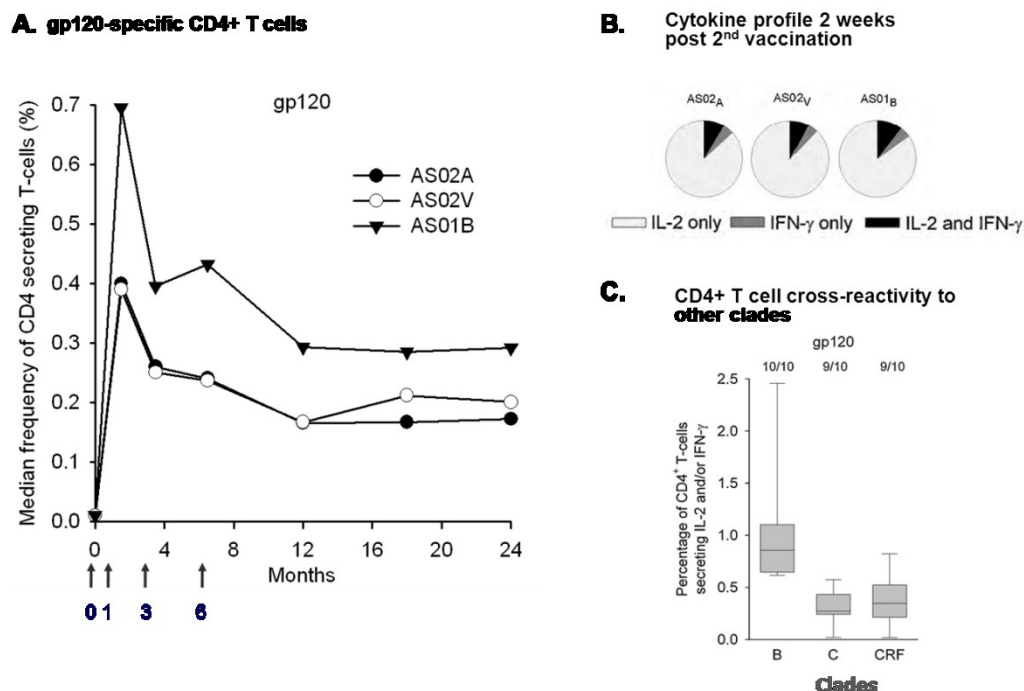 A. gp120-specific CD4+ T cells
gp120
Median frequency of CD4 secreting T-cells (%)
0.7
0.6
0.5
0.4
0.3
0.2
0.1
0.0
AS02A
AS02V
AS01B
0 4 8 12 16 20 24
Months
0 1 3 6
B. Cytokine profile 2 weeks
post 2nd vaccination
AS02A AS02V AS01B
IL-2 only IFN-γ only IL-2 and IFN-γ
C. CD4+ T cell cross-reactivity to
other clades
gp120
10/10 9/10 9/10
Percentage of CD4+ T-cells
secreting IL-2 and/or IFN-γ
2.5
2.0
1.5
1.0
0.5
0.0
B C CRF
Clades